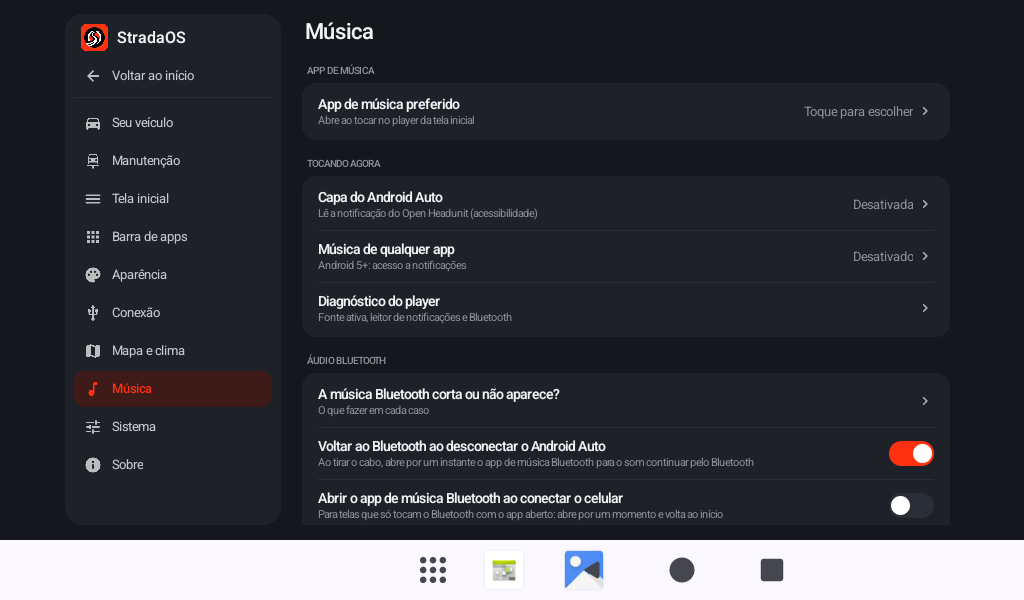 StradaOS
Voltar ao início
Seu veículo
Manutenção
Tela inicial
Barra de apps
Aparência
Conexão
Mapa e clima
Música
Sistema
Sobre
Música
APP DE MÚSICA
App de música preferido
Abre ao tocar no player da tela inicial
Toque para escolher
TOCANDO AGORA
Capa do Android Auto
Lê a notificação do Open Headunit (acessibilidade)
Desativada
Música de qualquer app
Android 5+: acesso a notificações
Desativado
Diagnóstico do player
Fonte ativa, leitor de notificações e Bluetooth
ÁUDIO BLUETOOTH
A música Bluetooth corta ou não aparece?
O que fazer em cada caso
Voltar ao Bluetooth ao desconectar o Android Auto
Ao tirar o cabo, abre por um instante o app de música Bluetooth para o som continuar pelo Bluetooth
Abrir o app de música Bluetooth ao conectar o celular
Para telas que só tocam o Bluetooth com o app aberto: abre por um momento e volta ao início